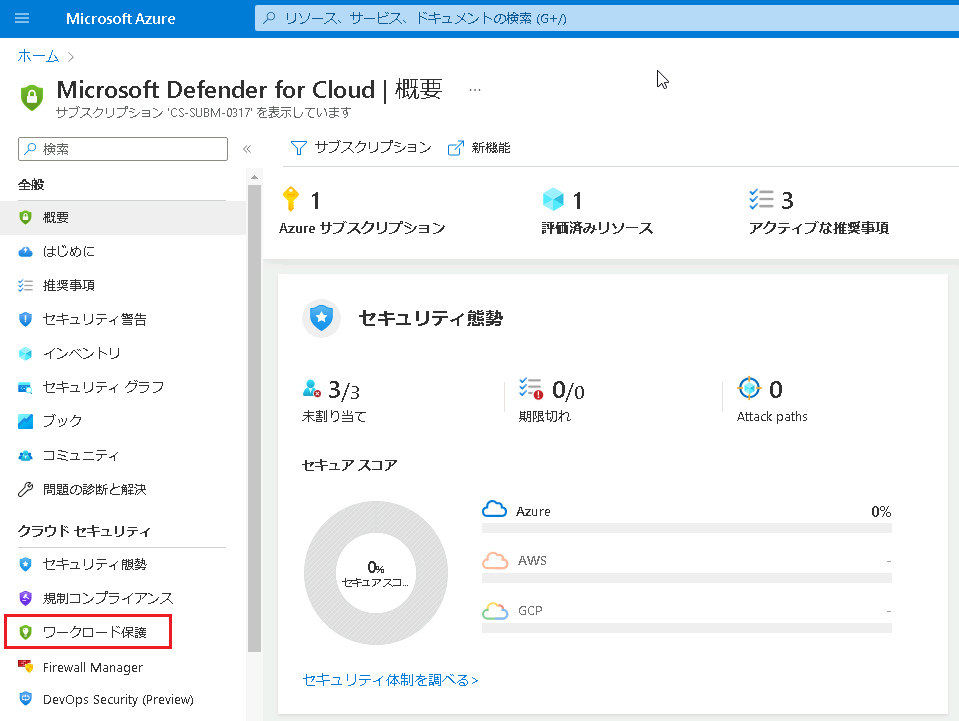 Microsoft Azure
リソース、サービス、ドキュメントの検索 (G+/)
ホーム >
Microsoft Defender for Cloud | 概要 ...
サブスクリプション 'CS-SUBM-0317' を表示しています
検索
«
サブスクリプション
新機能
全般
概要
はじめに
推奨事項
セキュリティ警告
インベントリ
セキュリティ グラフ
ブック
コミュニティ
問題の診断と解決
クラウド セキュリティ
セキュリティ態勢
規制コンプライアンス
ワークロード保護
Firewall Manager
DevOps Security (Preview)
1
Azure サブスクリプション
1
評価済みリソース
3
アクティブな推奨事項
セキュリティ態勢
3/3
未割り当て
0/0
期限切れ
0
Attack paths
セキュア スコア
0%
セキュア スコ...
Azure 0%
AWS -
GCP -
セキュリティ体制を調べる>